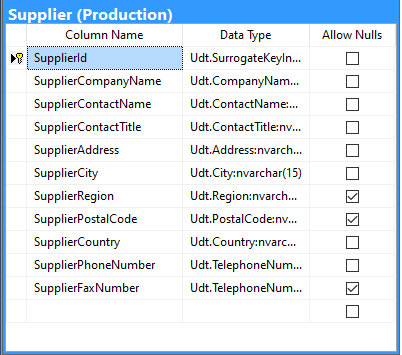 Supplier (Production)
Column Name Data Type Allow Nulls
SupplierId Udt.SurrogateKeyIn...
SupplierCompanyName Udt.CompanyNam...
SupplierContactName Udt.ContactName:...
SupplierContactTitle Udt.ContactTitle:nv...
SupplierAddress Udt.Address:nvarch...
SupplierCity Udt.City:nvarchar(15)
SupplierRegion Udt.Region:nvarch...
SupplierPostalCode Udt.PostalCode:nv...
SupplierCountry Udt.Country:nvarc...
SupplierPhoneNumber Udt.TelephoneNum...
SupplierFaxNumber Udt.TelephoneNum...